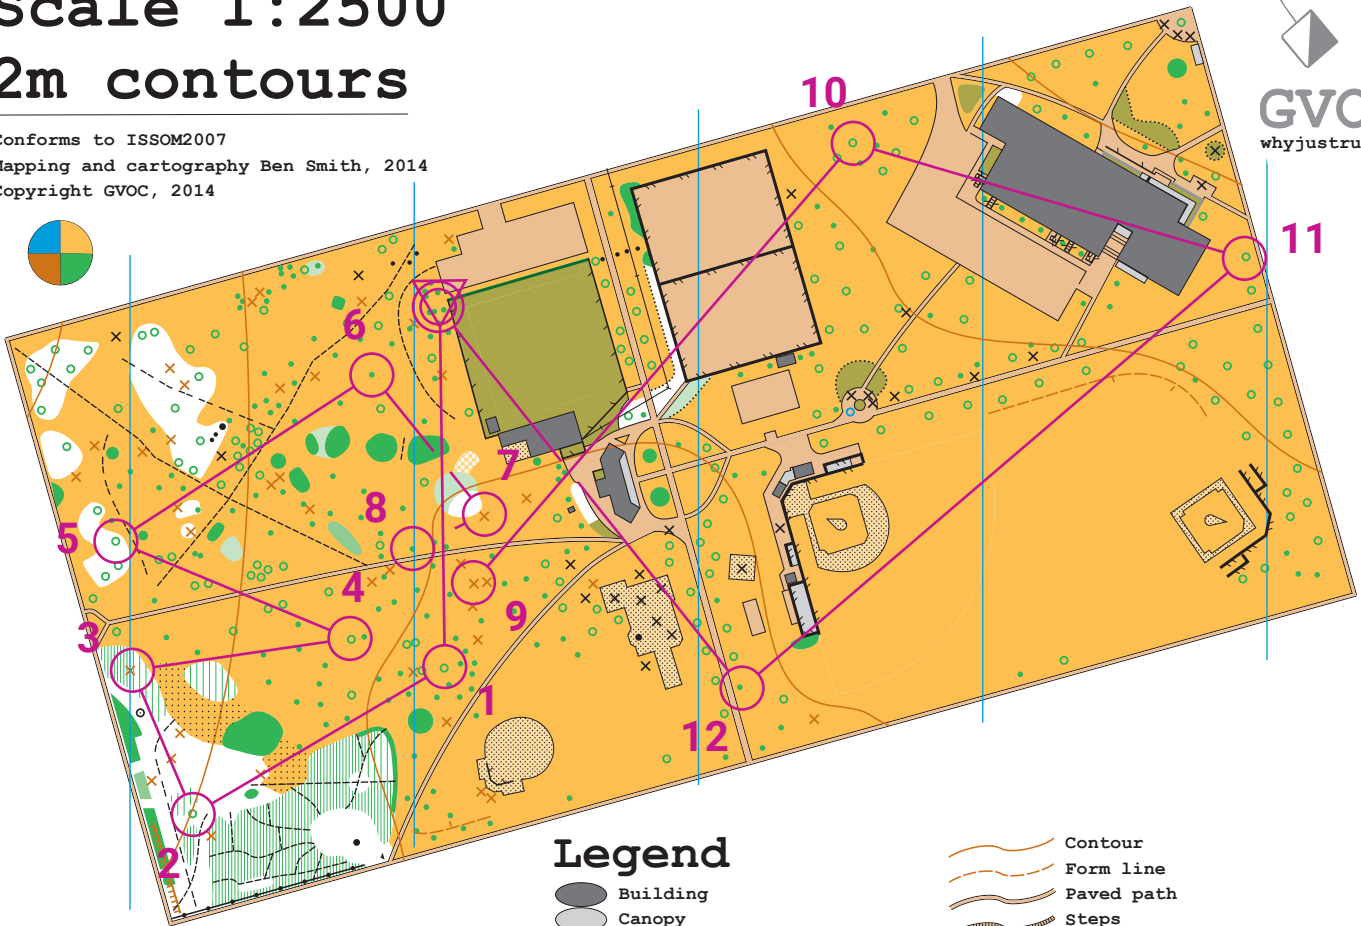 Scale 1:2500
2m contours
Conforms to ISSOM2007
Mapping and cartography Ben Smith, 2014
Copyright GVOC, 2014
GVO
whyjustru
10
11
6
7
5
8
4
3
9
1
12
2
Legend
Building
Canopy
Contour
Form line
Paved path
Steps